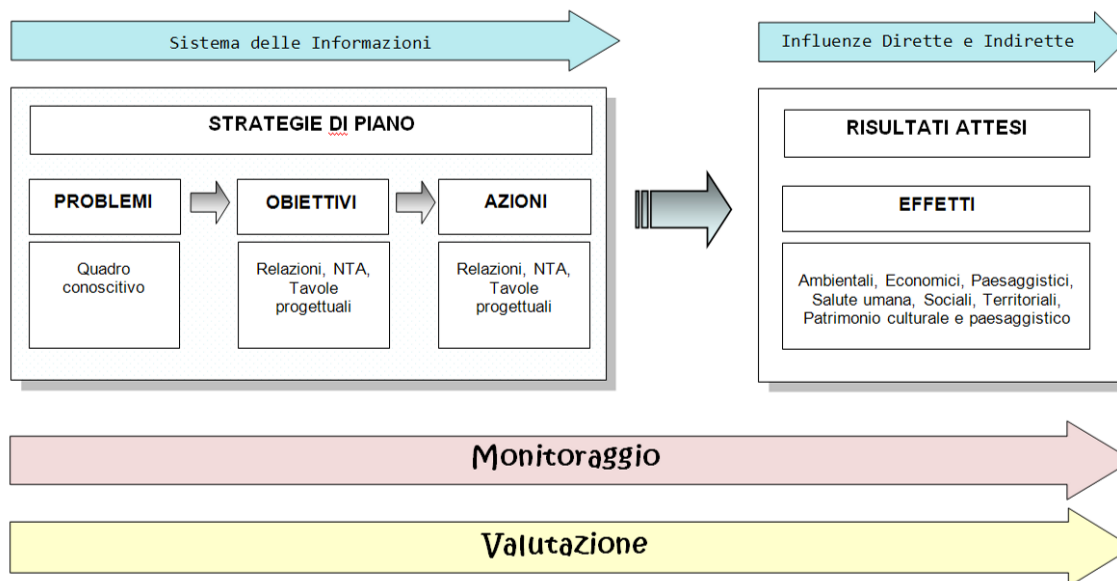 Sistema delle Informazioni
Influenze Dirette e Indirette
STRATEGIE DI PIANO
PROBLEMI
OBIETTIVI
AZIONI
Quadro
conoscitivo
Relazioni, NTA,
Tavole
progettuali
Relazioni, NTA,
Tavole
progettuali
RISULTATI ATTESI
EFFETTI
Ambientali, Economici, Paesaggistici,
Salute umana, Sociali, Territoriali,
Patrimonio culturale e paesaggistico
Monitoraggio
Valutazione